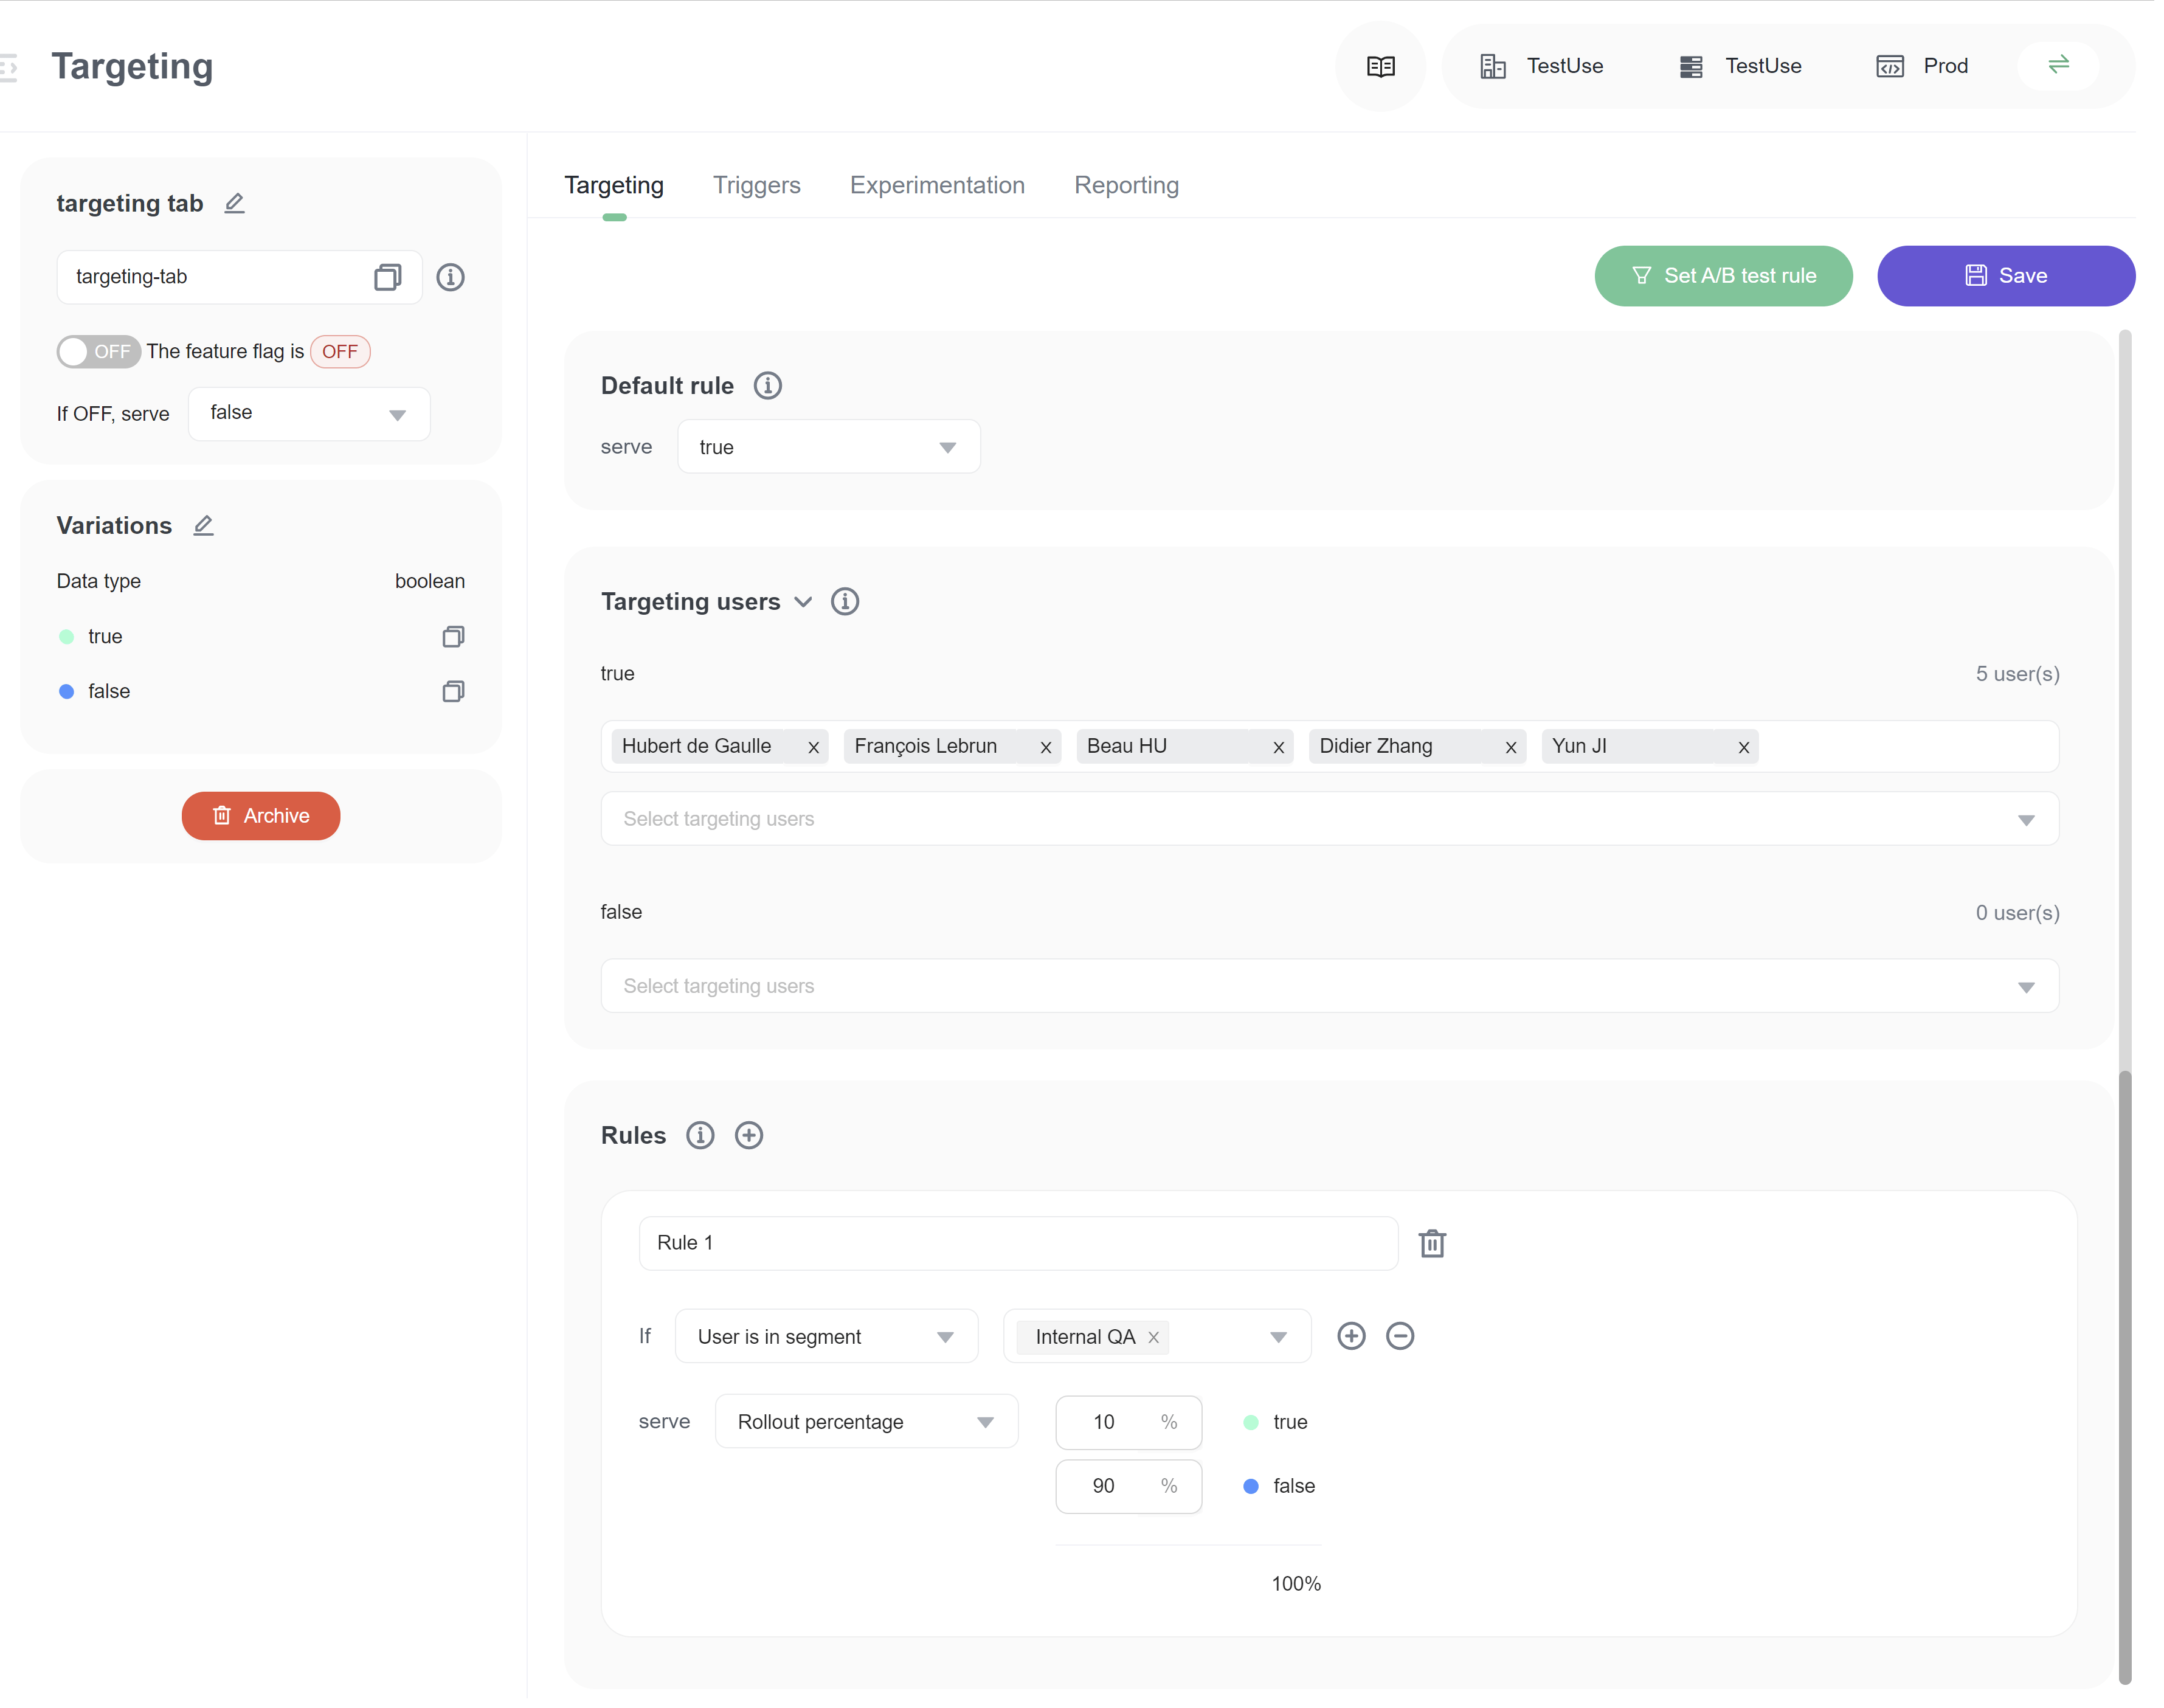 Targeting
TestUse
TestUse
Prod
targeting tab
targeting-tab
OFF The feature flag is OFF
If OFF, serve false
Variations
Data type boolean
true
false
Archive
Targeting Triggers Experimentation Reporting
Set A/B test rule
Save
Default rule
serve true
Targeting users
true 5 user(s)
Hubert de Gaulle x François Lebrun x Beau HU x Didier Zhang x Yun JI x
Select targeting users
false 0 user(s)
Select targeting users
Rules
Rule 1
If User is in segment Internal QA x
serve Rollout percentage 10 % true
90 % false
100%